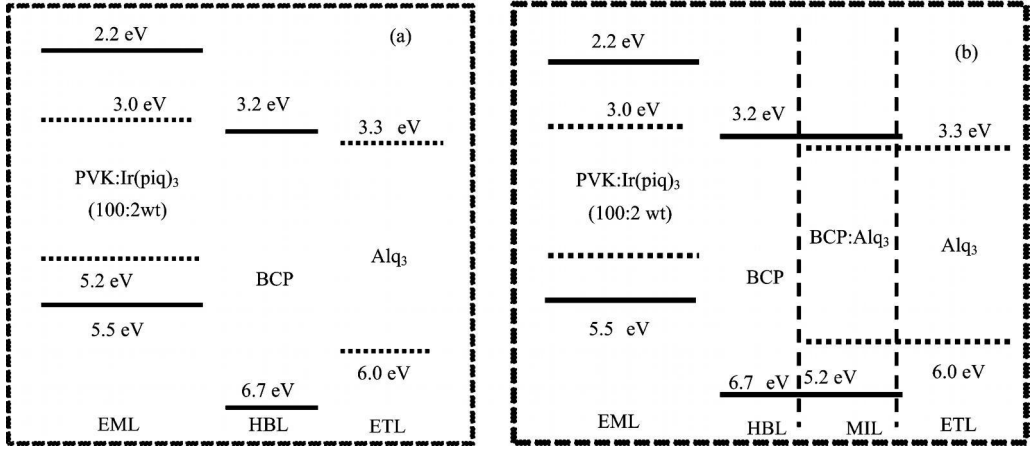 (a)
2.2 eV
3.0 eV
3.2 eV
3.3 eV
PVK:Ir(piq)₃
(100:2wt)
BCP
Alq₃
5.2 eV
5.5 eV
6.7 eV
6.0 eV
EML
HBL
ETL
(b)
2.2 eV
3.0 eV
3.2 eV
3.3 eV
PVK:Ir(piq)₃
(100:2 wt)
BCP
BCP:Alq₃
Alq₃
5.5 eV
6.7 eV
5.2 eV
6.0 eV
EML
HBL
MIL
ETL